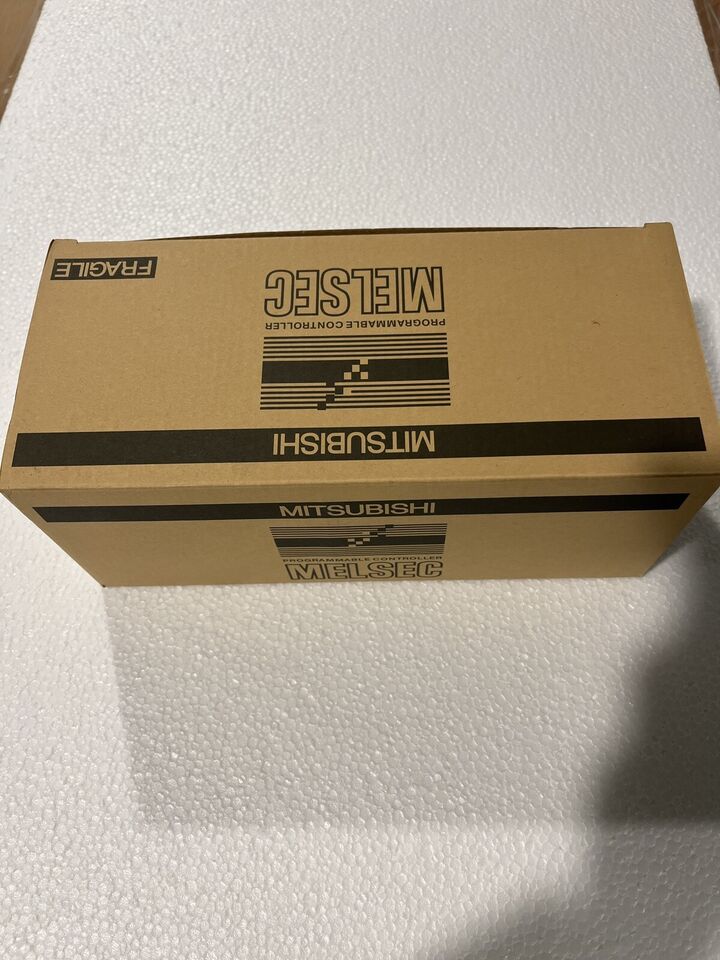 FRAGILE
MELSEC
PROGRAMMABLE CONTROLLER
MITSUBISHI
MITSUBISHI
PROGRAMMABLE CONTROLLER
MELSEC